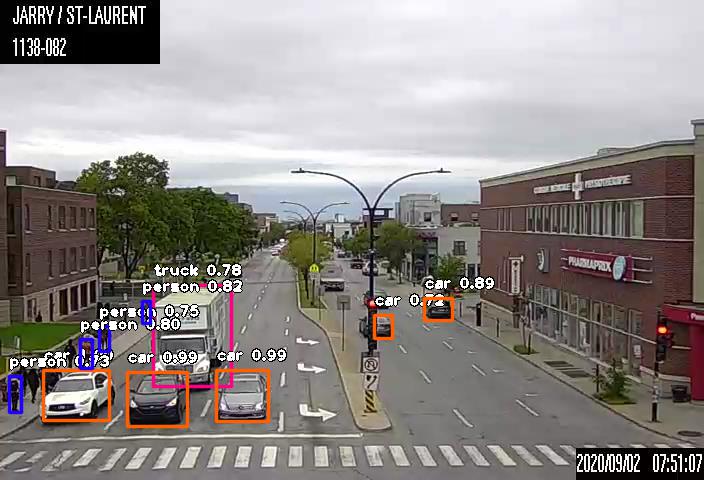 JARRY / ST-LAURENT
1138-082
truck 0.78
person 0.82
person 0.75
person 0.80
person 0.73
car 0.99
car 0.99
car 0.89
car
PHARMAPRIX
2020/09/02 07:51:07